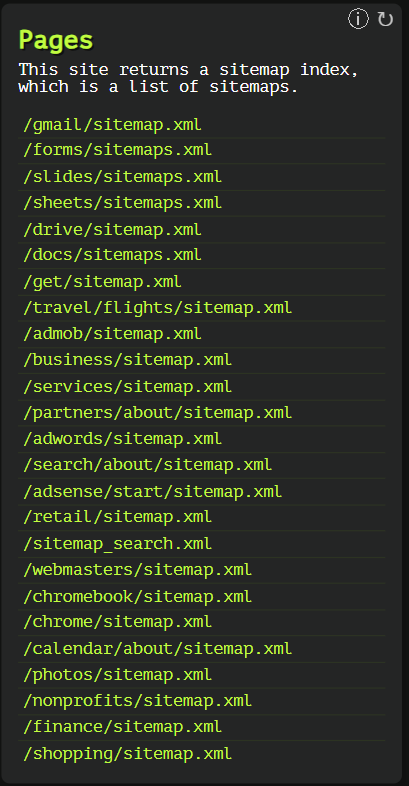 Pages
This site returns a sitemap index,
which is a list of sitemaps.
/gmail/sitemap.xml
/forms/sitemaps.xml
/slides/sitemaps.xml
/sheets/sitemaps.xml
/drive/sitemap.xml
/docs/sitemaps.xml
/get/sitemap.xml
/travel/flights/sitemap.xml
/admob/sitemap.xml
/business/sitemap.xml
/services/sitemap.xml
/partners/about/sitemap.xml
/adwords/sitemap.xml
/search/about/sitemap.xml
/adsense/start/sitemap.xml
/retail/sitemap.xml
/sitemap_search.xml
/webmasters/sitemap.xml
/chromebook/sitemap.xml
/chrome/sitemap.xml
/calendar/about/sitemap.xml
/photos/sitemap.xml
/nonprofits/sitemap.xml
/finance/sitemap.xml
/shopping/sitemap.xml